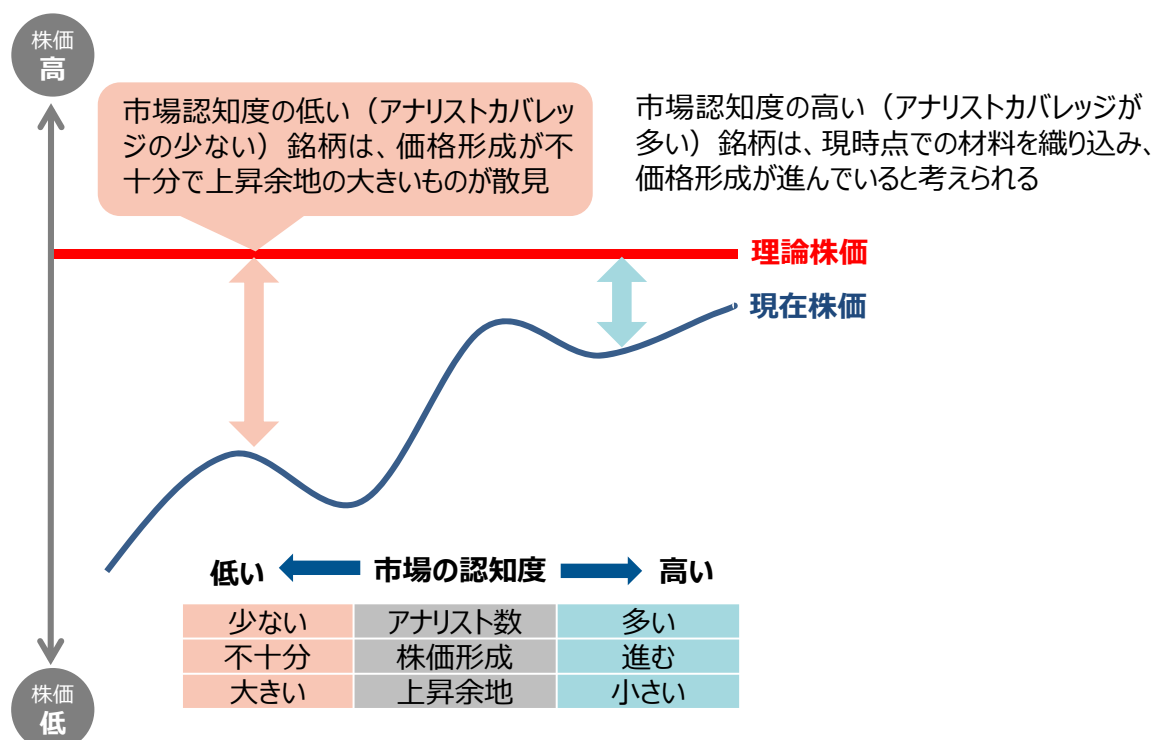 株価
高
市場認知度の低い（アナリストカバレッ
ジの少ない）銘柄は、価格形成が不
十分で上昇余地の大きいものが散見
市場認知度の高い（アナリストカバレッジが
多い）銘柄は、現時点での材料を織り込み、
価格形成が進んでいると考えられる
理論株価
現在株価
低い 市場の認知度 高い
少ない アナリスト数 多い
不十分 株価形成 進む
大きい 上昇余地 小さい
株価
低